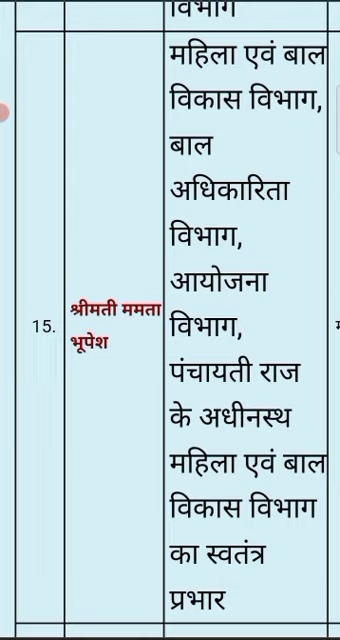 विभाग
15.
श्रीमती ममता
भूपेश
महिला एवं बाल
विकास विभाग,
बाल
अधिकारिता
विभाग,
आयोजना
विभाग,
पंचायती राज
के अधीनस्थ
महिला एवं बाल
विकास विभाग
का स्वतंत्र
प्रभार